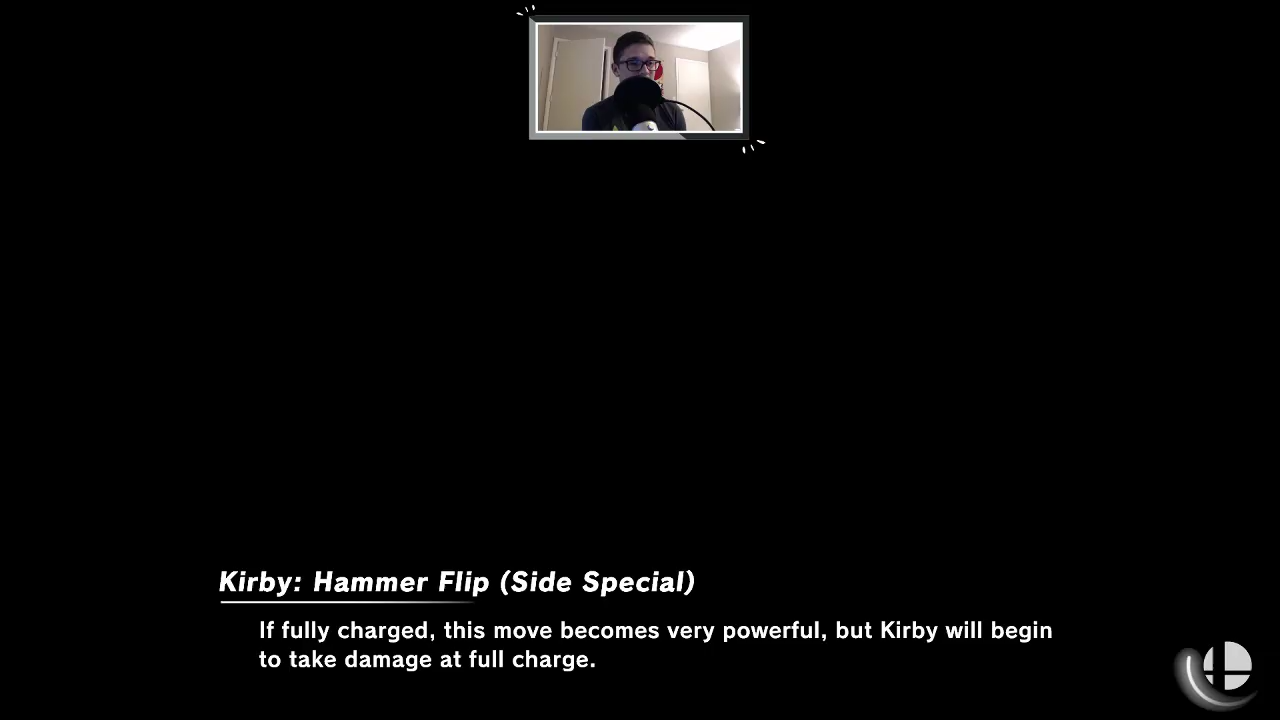 Kirby: Hammer Flip (Side Special)
If fully charged, this move becomes very powerful, but Kirby will begin
to take damage at full charge.